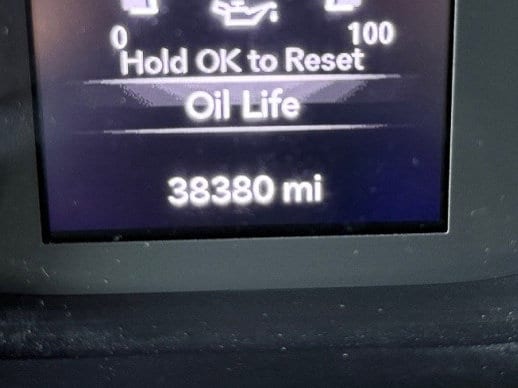 0 100
Hold OK to Reset
Oil Life
38380 mi